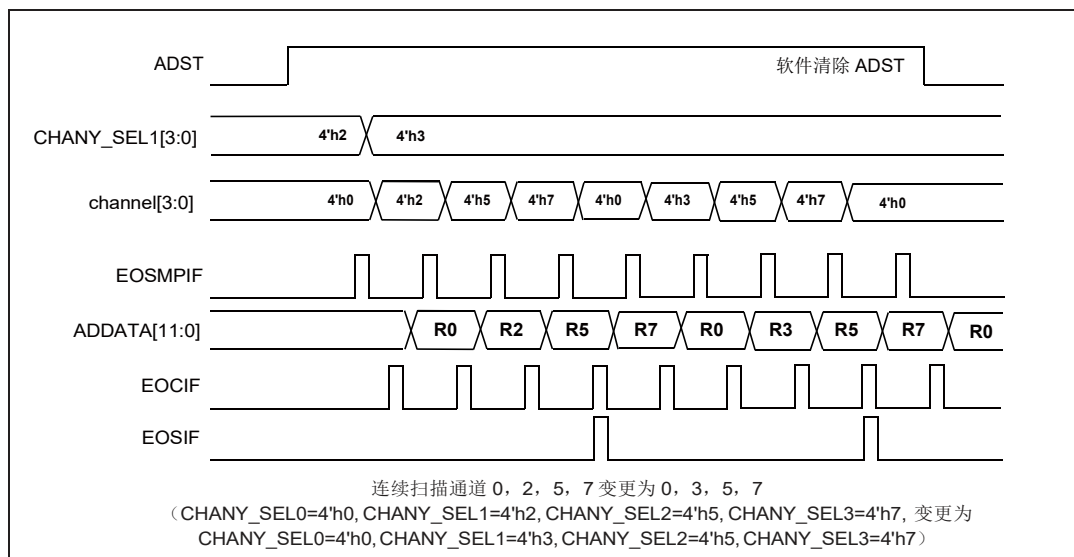 ADST
软件清除 ADST
CHANY_SEL1[3:0] 4'h2 4'h3
channel[3:0] 4'h0 4'h2 4'h5 4'h7 4'h0 4'h3 4'h5 4'h7 4'h0
EOSMPIF
ADDATA[11:0] R0 R2 R5 R7 R0 R3 R5 R7 R0
EOCIF
EOSIF
连续扫描通道 0，2，5，7 变更为 0，3，5，7
（CHANY_SEL0=4'h0, CHANY_SEL1=4'h2, CHANY_SEL2=4'h5, CHANY_SEL3=4'h7, 变更为
CHANY_SEL0=4'h0, CHANY_SEL1=4'h3, CHANY_SEL2=4'h5, CHANY_SEL3=4'h7）